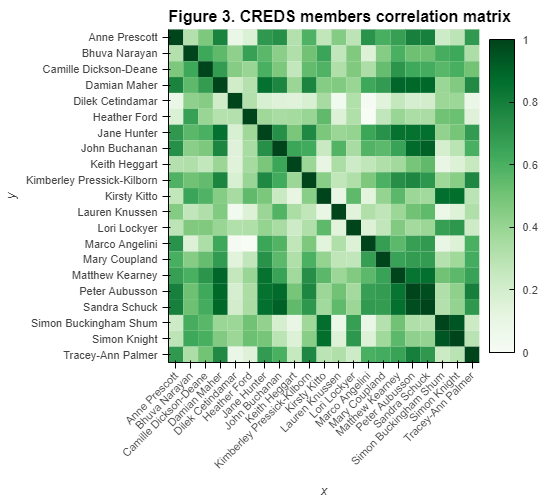 Figure 3. CREDS members correlation matrix
Anne Prescott
Bhuva Narayan
Camille Dickson-Deane
Damian Maher
Dilek Cetindamar
Heather Ford
Jane Hunter
John Buchanan
Keith Heggart
Kimberley Pressick-Kilborn
Kirsty Kitto
Lauren Knussen
Lori Lockyer
Marco Angelini
Mary Coupland
Matthew Kearney
Peter Aubusson
Sandra Schuck
Simon Buckingham Shum
Simon Knight
Tracey-Ann Palmer
y
1
0.8
0.6
0.4
0.2
0
Anne Prescott
Bhuva Narayan
Camille Dickson-Deane
Damian Maher
Dilek Cetindamar
Heather Ford
Jane Hunter
John Buchanan
Keith Heggart
Kimberley Pressick-Kilborn
Kirsty Kitto
Lauren Knussen
Lori Lockyer
Marco Angelini
Mary Coupland
Matthew Kearney
Peter Aubusson
Sandra Schuck
Simon Buckingham Shum
Simon Knight
Tracey-Ann Palmer
x